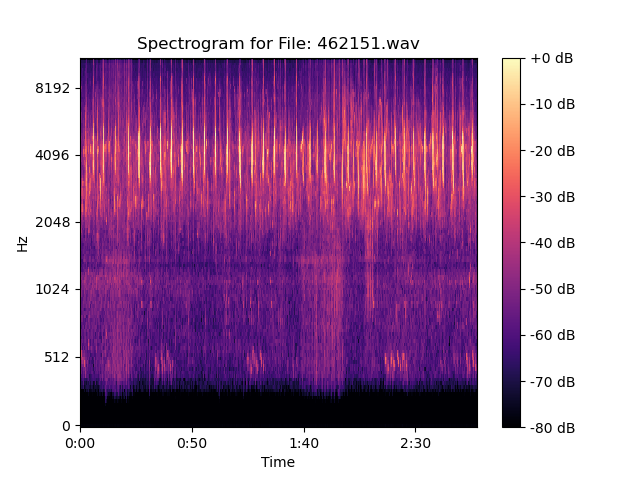 Spectrogram for File: 462151.wav
Hz
8192
4096
2048
1024
512
0
0:00 0:50 1:40 2:30
Time
+0 dB
-10 dB
-20 dB
-30 dB
-40 dB
-50 dB
-60 dB
-70 dB
-80 dB